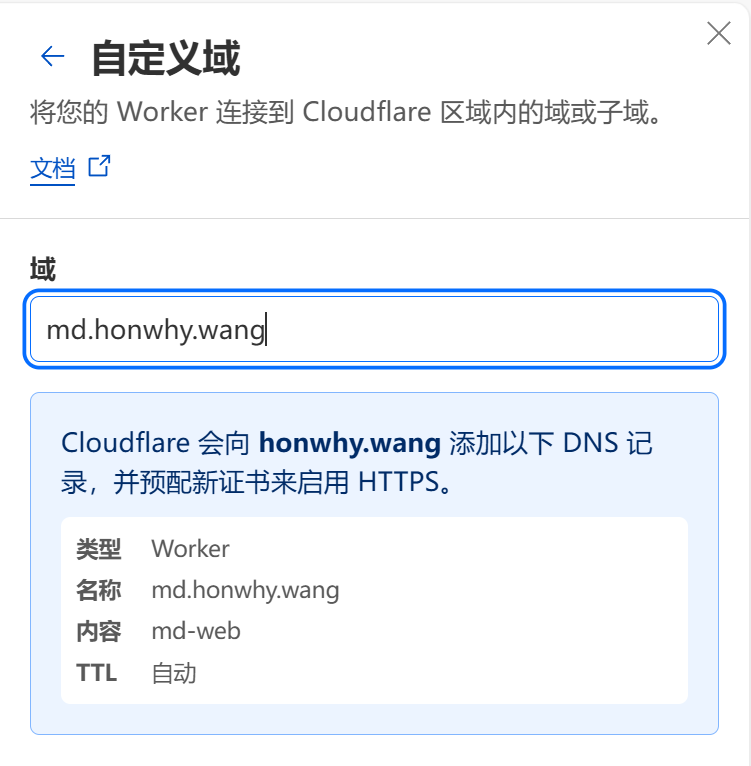 自定义域
将您的 Worker 连接到 Cloudflare 区域内的域或子域。
文档
域
md.honwhy.wang
Cloudflare 会向 honwhy.wang 添加以下 DNS 记
录，并预配新证书来启用 HTTPS。
类型 Worker
名称 md.honwhy.wang
内容 md-web
TTL 自动